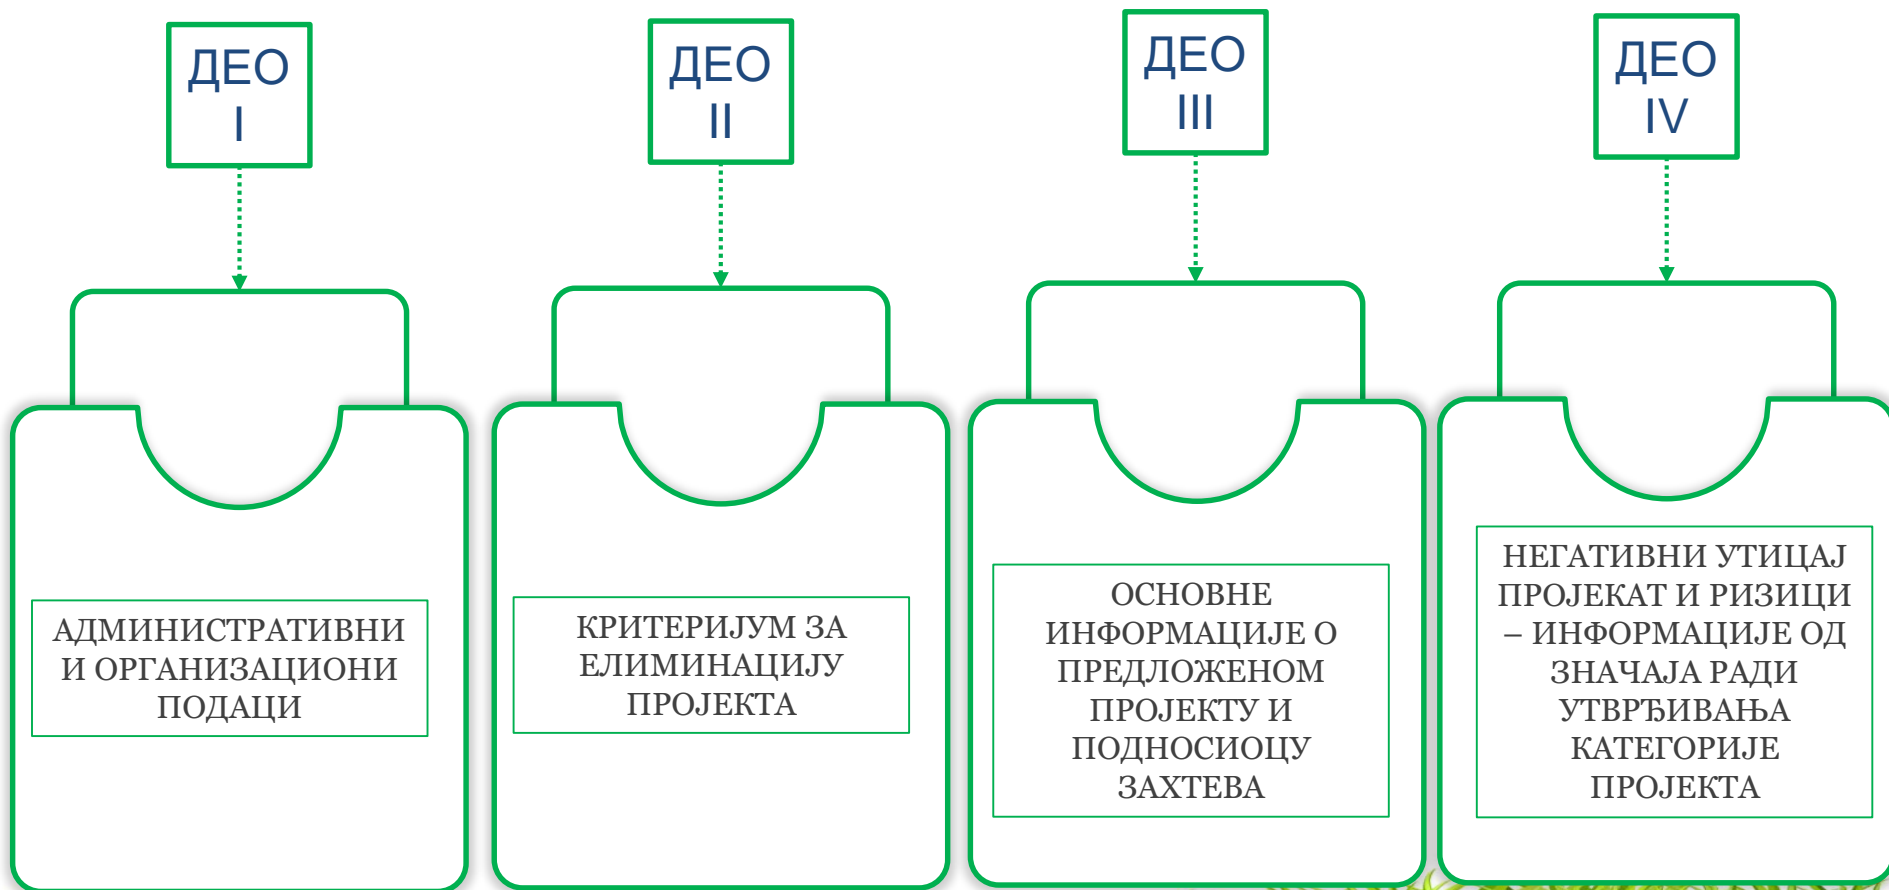 ДЕО
I
ДЕО
II
ДЕО
III
ДЕО
IV
АДМИНИСТРАТИВНИ
И ОРГАНИЗАЦИОНИ
ПОДАЦИ
КРИТЕРИЈУМ ЗА
ЕЛИМИНАЦИЈУ
ПРОЈЕКТА
ОСНОВНЕ
ИНФОРМАЦИЈЕ О
ПРЕДЛОЖЕНОМ
ПРОЈЕКТУ И
ПОДНОСИОЦУ
ЗАХТЕВА
НЕГАТИВНИ УТИЦАЈ
ПРОЈЕКАТ И РИЗИЦИ
– ИНФОРМАЦИЈЕ ОД
ЗНАЧАЈА РАДИ
УТВРЂИВАЊА
КАТЕГОРИЈЕ
ПРОЈЕКТА